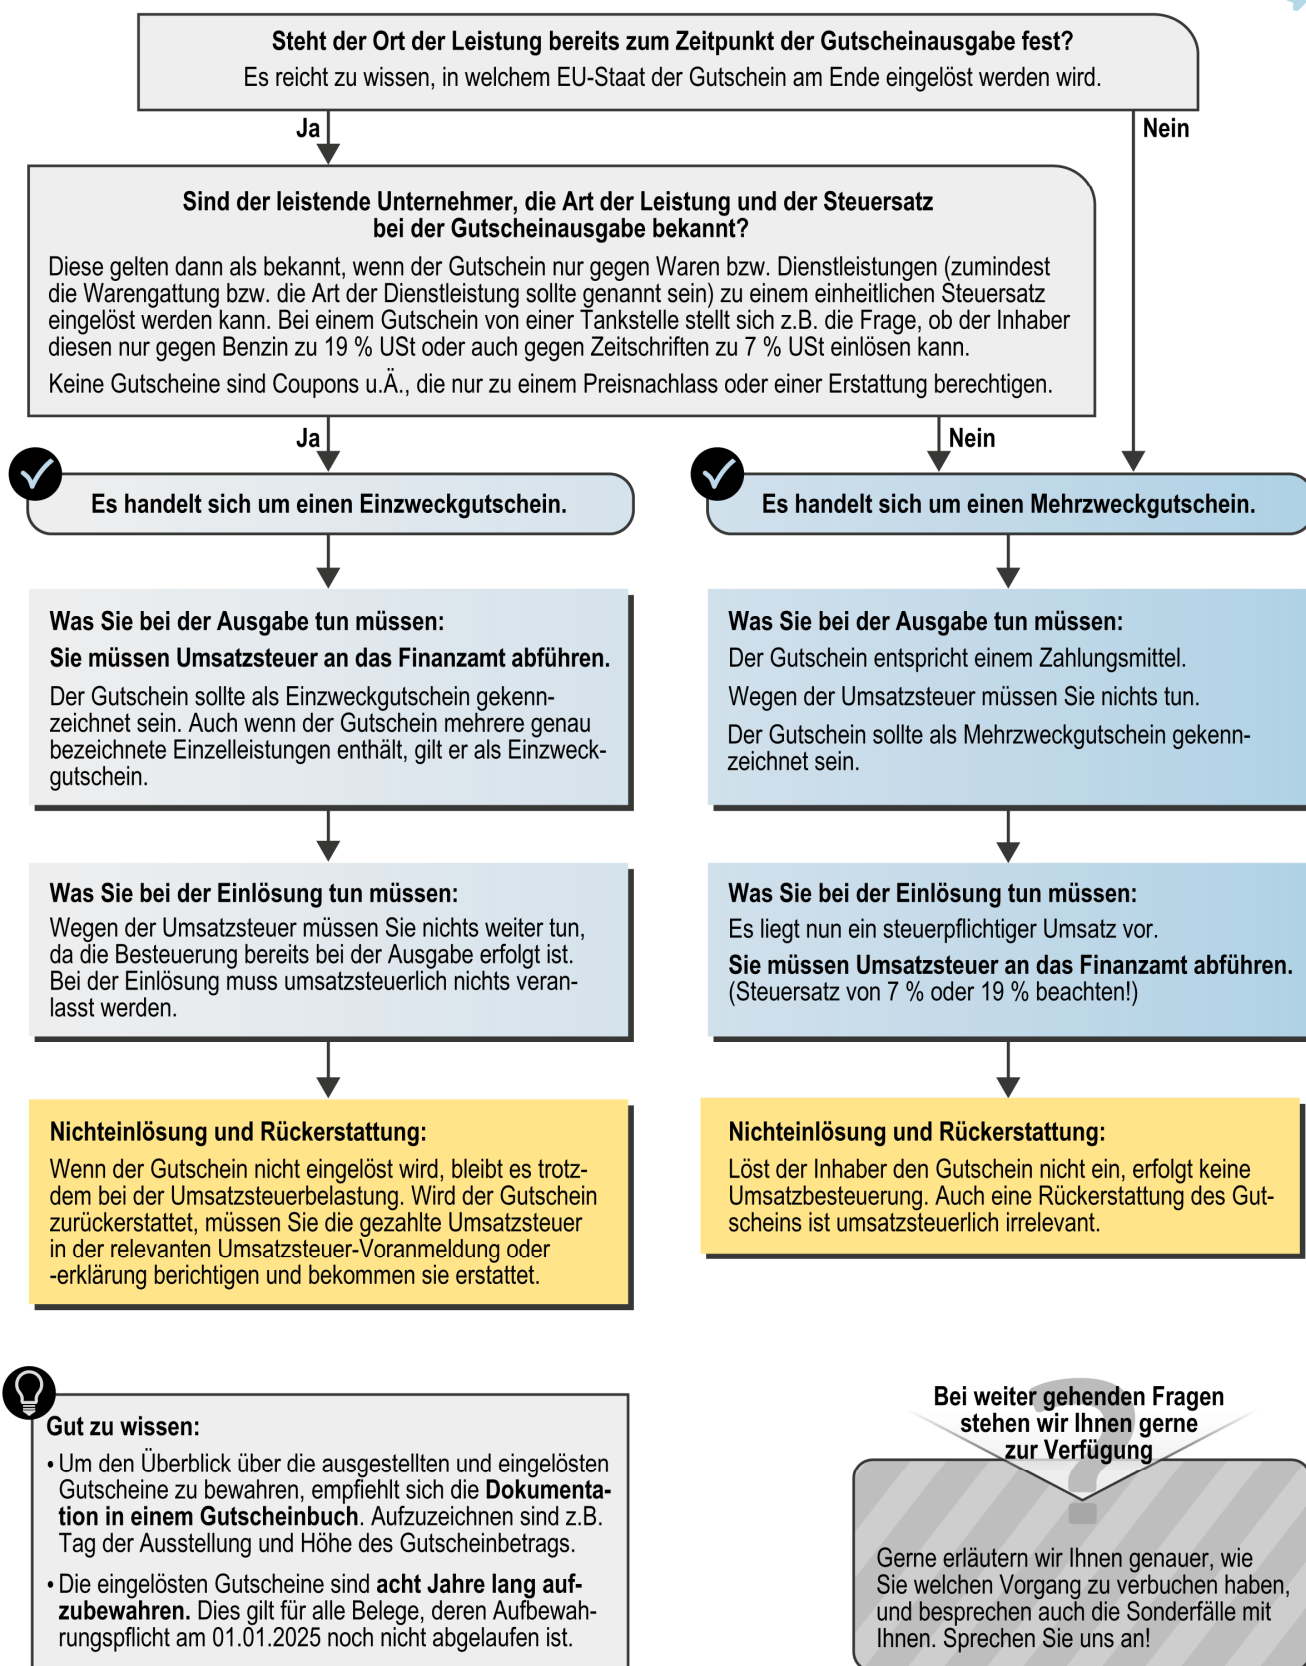 Steht der Ort der Leistung bereits zum Zeitpunkt der Gutscheinausgabe fest?
Es reicht zu wissen, in welchem EU-Staat der Gutschein am Ende eingelöst werden wird.
Ja
Nein
Sind der leistende Unternehmer, die Art der Leistung und der Steuersatz
bei der Gutscheinausgabe bekannt?
Diese gelten dann als bekannt, wenn der Gutschein nur gegen Waren bzw. Dienstleistungen (zumindest
die Warengattung bzw. die Art der Dienstleistung sollte genannt sein) zu einem einheitlichen Steuersatz
eingelöst werden kann. Bei einem Gutschein von einer Tankstelle stellt sich z.B. die Frage, ob der Inhaber
diesen nur gegen Benzin zu 19 % USt oder auch gegen Zeitschriften zu 7 % USt einlösen kann.
Keine Gutscheine sind Coupons u.Ä., die nur zu einem Preisnachlass oder einer Erstattung berechtigen.
Ja
Nein
Es handelt sich um einen Einzweckgutschein.
Was Sie bei der Ausgabe tun müssen:
Sie müssen Umsatzsteuer an das Finanzamt abführen.
Der Gutschein sollte als Einzweckgutschein gekenn-
zeichnet sein. Auch wenn der Gutschein mehrere genau
bezeichnete Einzelleistungen enthält, gilt er als Einzweck-
gutschein.
Was Sie bei der Einlösung tun müssen:
Wegen der Umsatzsteuer müssen Sie nichts weiter tun,
da die Besteuerung bereits bei der Ausgabe erfolgt ist.
Bei der Einlösung muss umsatzsteuerlich nichts veran-
lasst werden.
Nichteinlösung und Rückerstattung:
Wenn der Gutschein nicht eingelöst wird, bleibt es trotz-
dem bei der Umsatzsteuerbelastung. Wird der Gutschein
zurückerstattet, müssen Sie die gezahlte Umsatzsteuer
in der relevanten Umsatzsteuer-Voranmeldung oder
-erklärung berichtigen und bekommen sie erstattet.
Es handelt sich um einen Mehrzweckgutschein.
Was Sie bei der Ausgabe tun müssen:
Der Gutschein entspricht einem Zahlungsmittel.
Wegen der Umsatzsteuer müssen Sie nichts tun.
Der Gutschein sollte als Mehrzweckgutschein gekenn-
zeichnet sein.
Was Sie bei der Einlösung tun müssen:
Es liegt nun ein steuerpflichtiger Umsatz vor.
Sie müssen Umsatzsteuer an das Finanzamt abführen.
(Steuersatz von 7 % oder 19 % beachten!)
Nichteinlösung und Rückerstattung:
Löst der Inhaber den Gutschein nicht ein, erfolgt keine
Umsatzbesteuerung. Auch eine Rückerstattung des Gut-
scheins ist umsatzsteuerlich irrelevant.
Gut zu wissen:
• Um den Überblick über die ausgestellten und eingelösten
Gutscheine zu bewahren, empfiehlt sich die Dokumenta-
tion in einem Gutscheinbuch. Aufzuzeichnen sind z.B.
Tag der Ausstellung und Höhe des Gutscheinbetrags.
• Die eingelösten Gutscheine sind acht Jahre lang auf-
zubewahren. Dies gilt für alle Belege, deren Aufbewah-
rungspflicht am 01.01.2025 noch nicht abgelaufen ist.
?
Bei weiter gehenden Fragen
stehen wir Ihnen gerne
zur Verfügung
Gerne erläutern wir Ihnen genauer, wie
Sie welchen Vorgang zu verbuchen haben,
und besprechen auch die Sonderfälle mit
Ihnen. Sprechen Sie uns an!